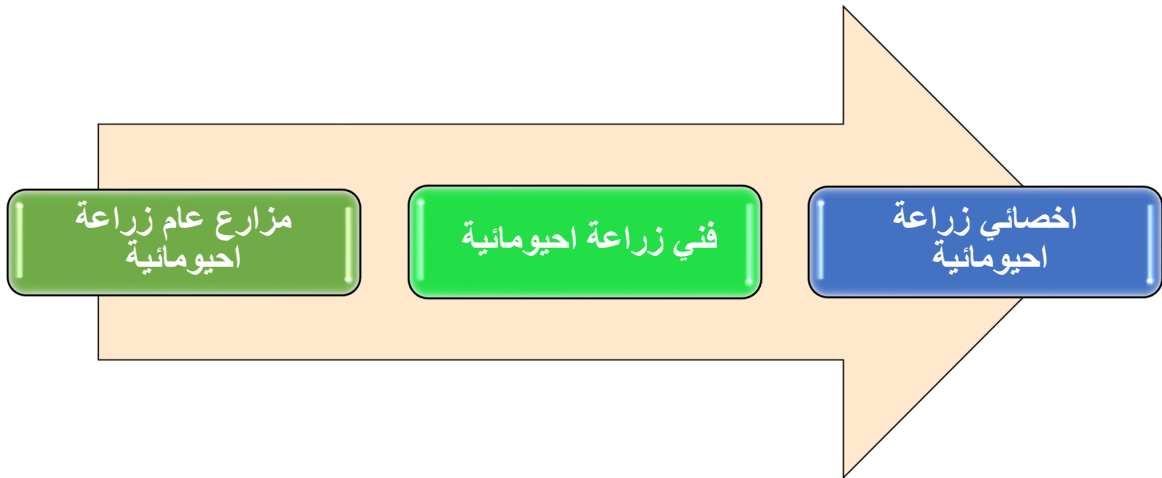 مزارع عام زراعة
احيومائية
فني زراعة احيومائية
اخصائي زراعة
احيومائية